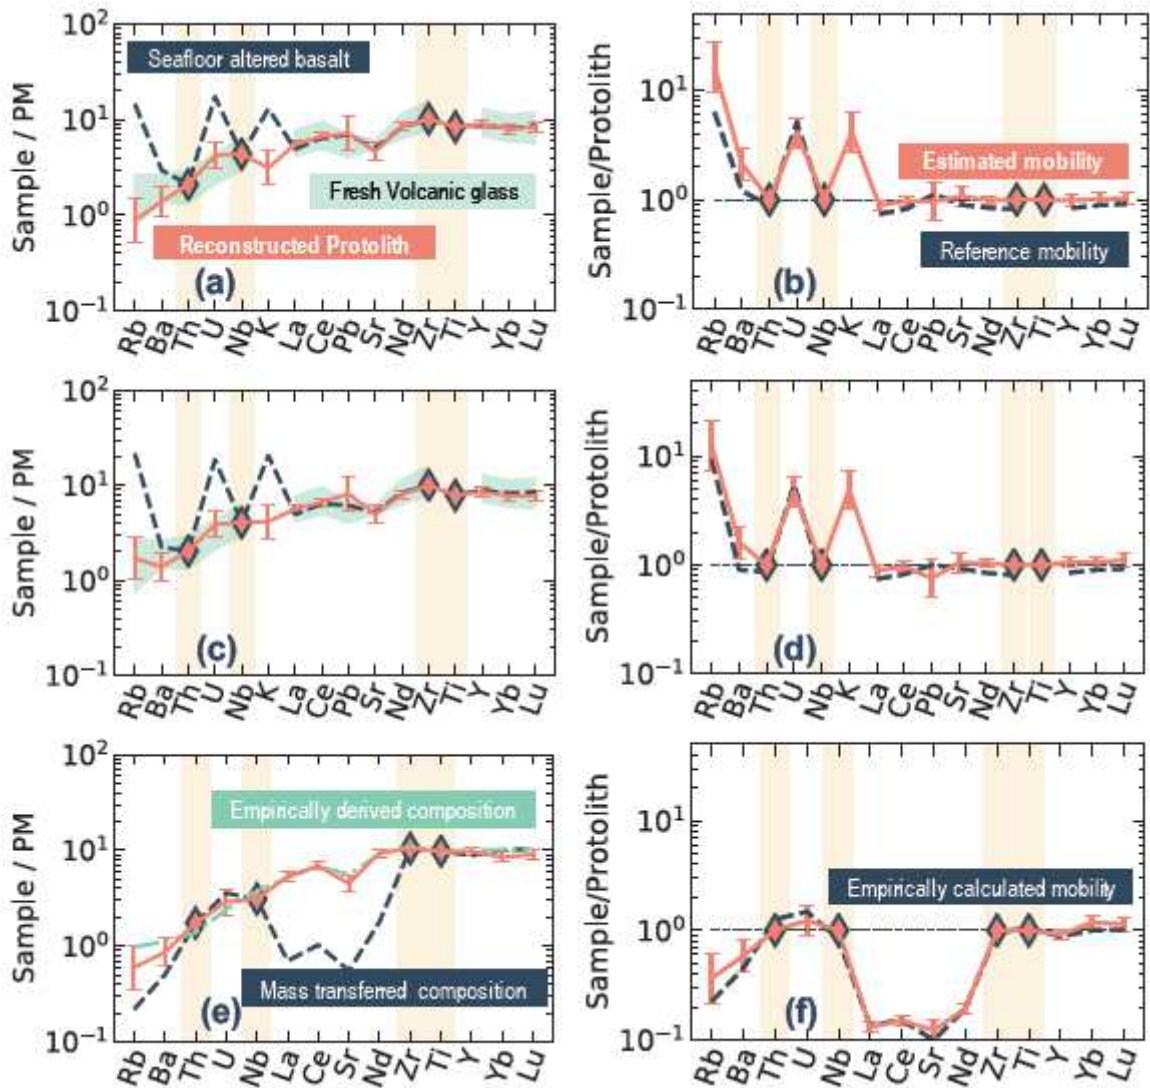 10²
10¹
10⁰
10⁻¹
Sample / PM
Seafloor altered basalt
Fresh Volcanic glass
Reconstructed Protolith
(a)
Rb Ba Th U Nb K La Ce Pb Sr Nd Zr Ti Y Yb Lu
10¹
10⁰
10⁻¹
Sample/Protolith
Estimated mobility
Reference mobility
(b)
Rb Ba Th U Nb K La Ce Pb Sr Nd Zr Ti Y Yb Lu
10²
10¹
10⁰
10⁻¹
Sample / PM
(c)
Rb Ba Th U Nb K La Ce Pb Sr Nd Zr Ti Y Yb Lu
10¹
10⁰
10⁻¹
Sample/Protolith
(d)
Rb Ba Th U Nb K La Ce Pb Sr Nd Zr Ti Y Yb Lu
10²
10¹
10⁰
10⁻¹
Sample / PM
Empirically derived composition
Mass transferred composition
(e)
Rb Ba Th U Nb La Ce Sr Nd Zr Ti Y Yb Lu
10¹
10⁰
10⁻¹
Sample/Protolith
Empirically calculated mobility
(f)
Rb Ba Th U Nb La Ce Sr Nd Zr Ti Y Yb Lu